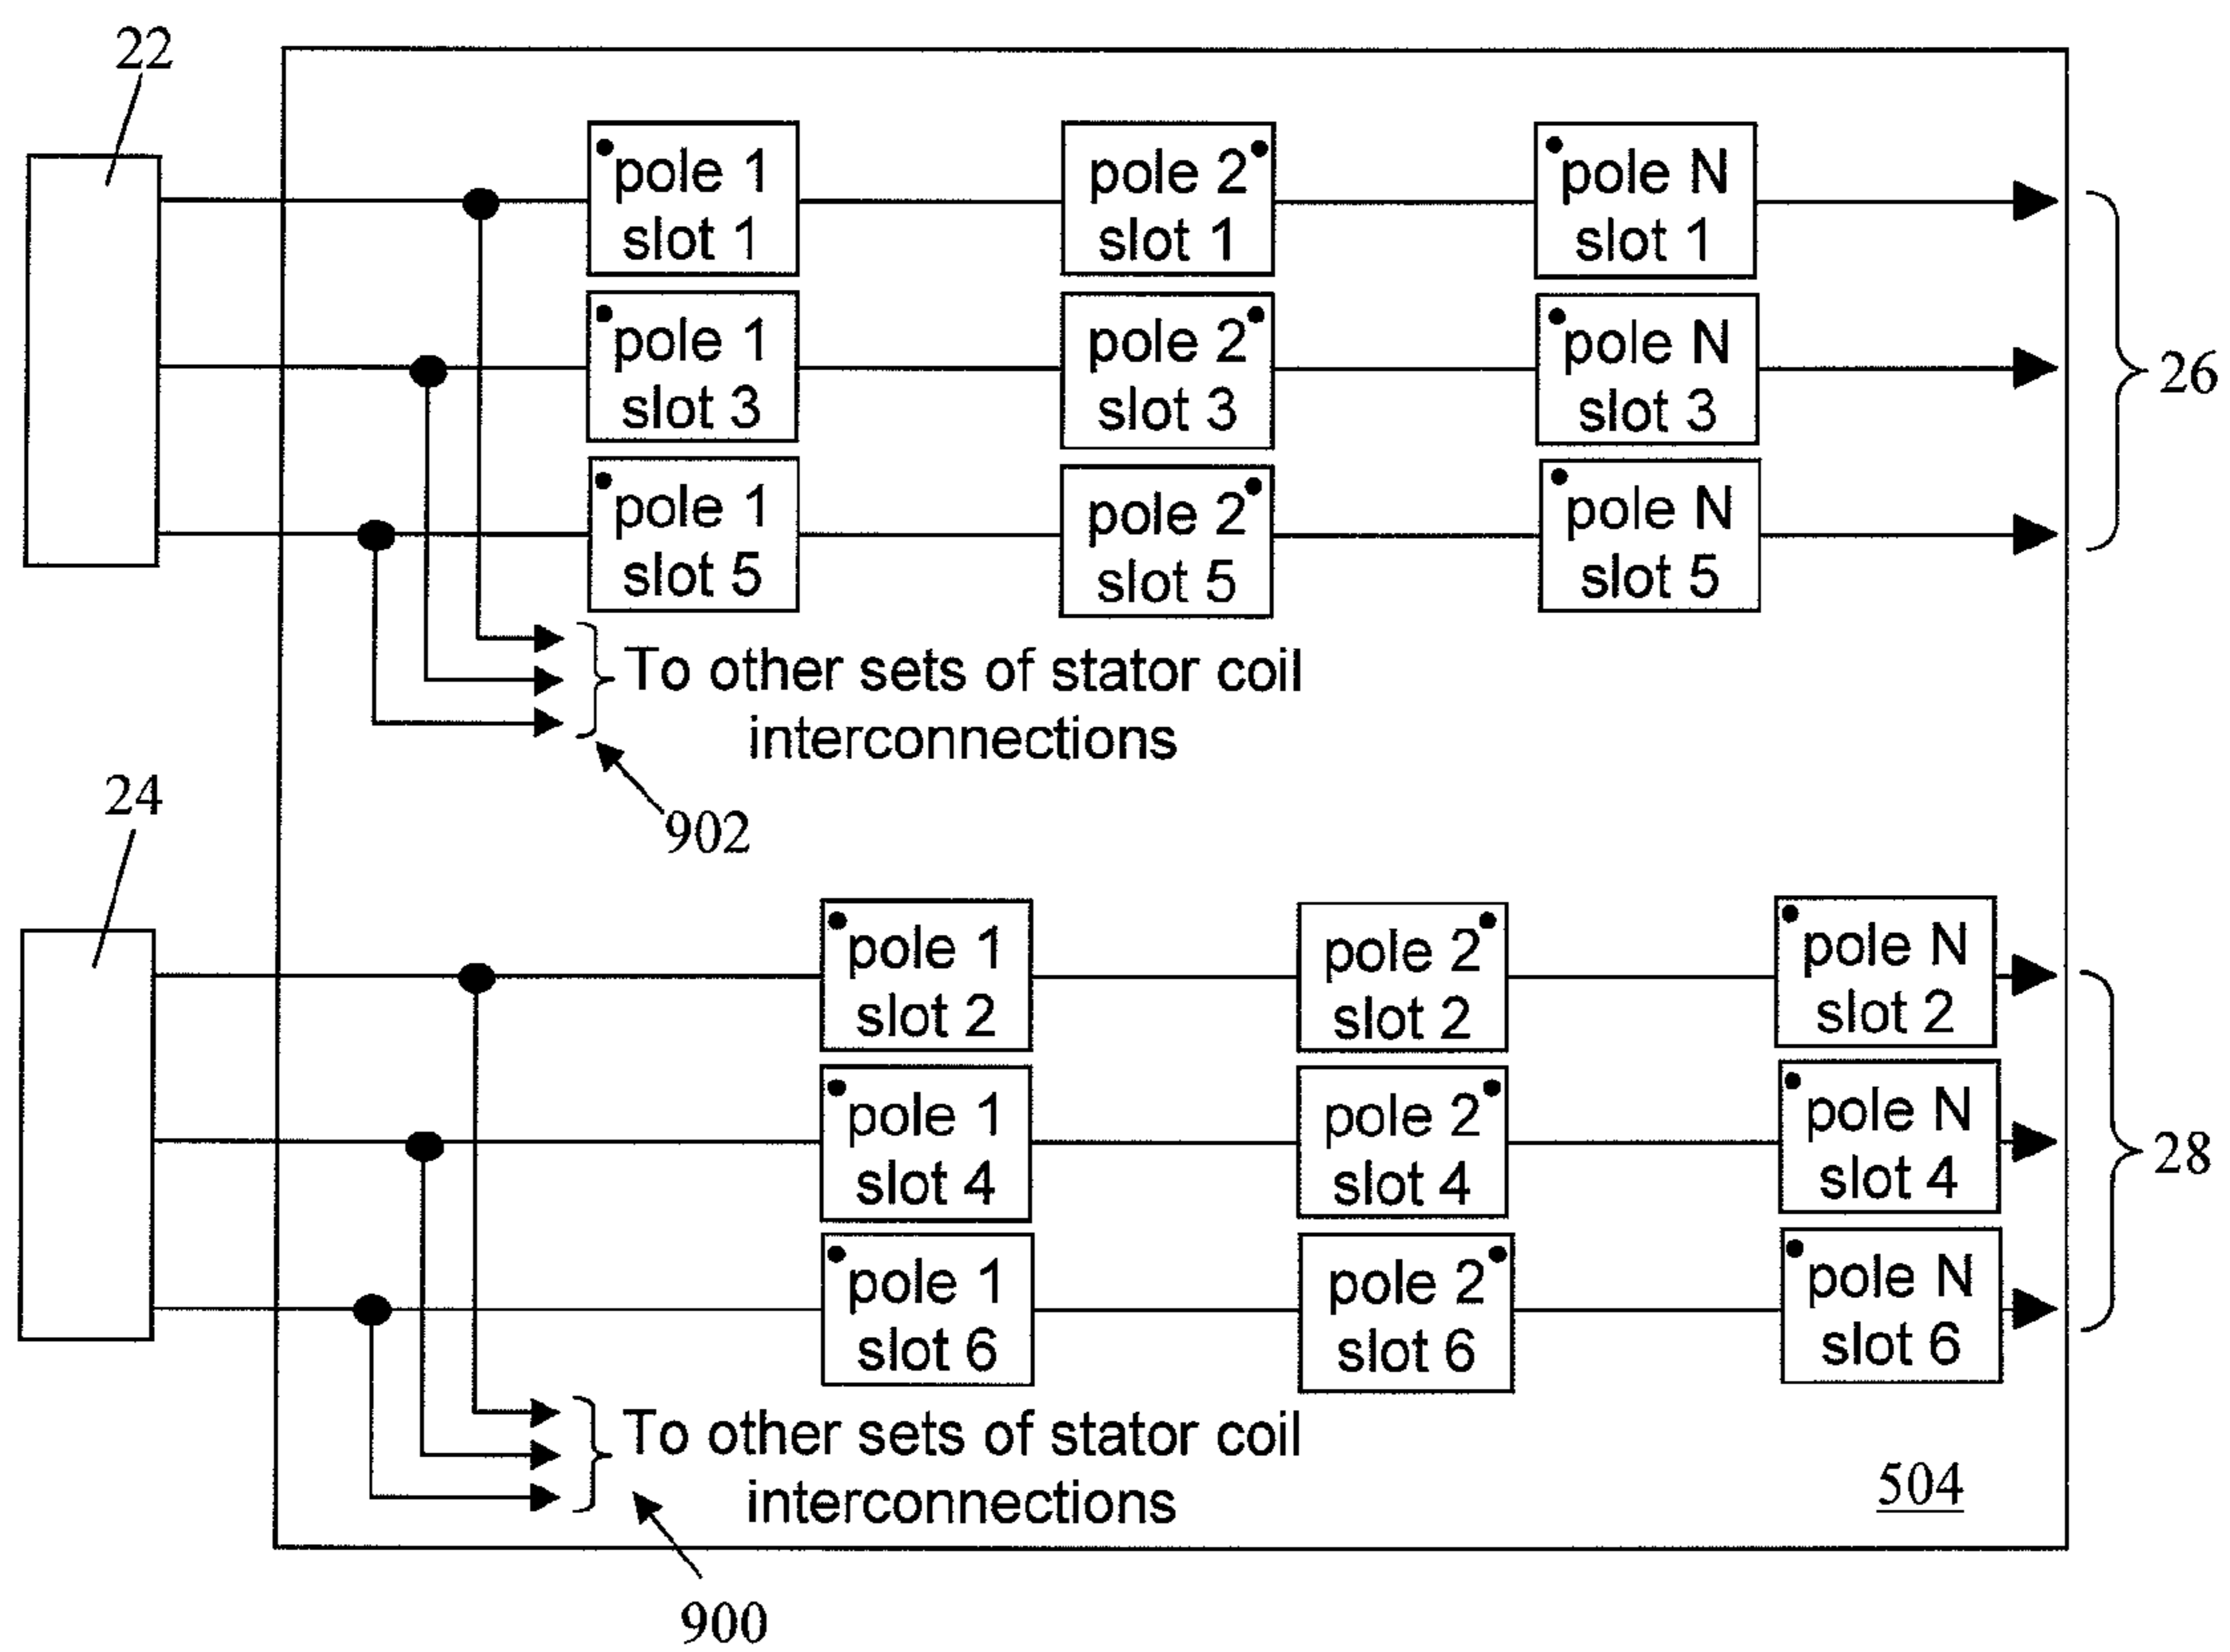 22
pole 1
slot 1
pole 2
slot 1
pole N
slot 1
pole 1
slot 3
pole 2
slot 3
pole N
slot 3
26
pole 1
slot 5
pole 2
slot 5
pole N
slot 5
To other sets of stator coil
interconnections
902
24
pole 1
slot 2
pole 2
slot 2
pole N
slot 2
pole 1
slot 4
pole 2
slot 4
pole N
slot 4
28
pole 1
slot 6
pole 2
slot 6
pole N
slot 6
To other sets of stator coil
interconnections
504
900